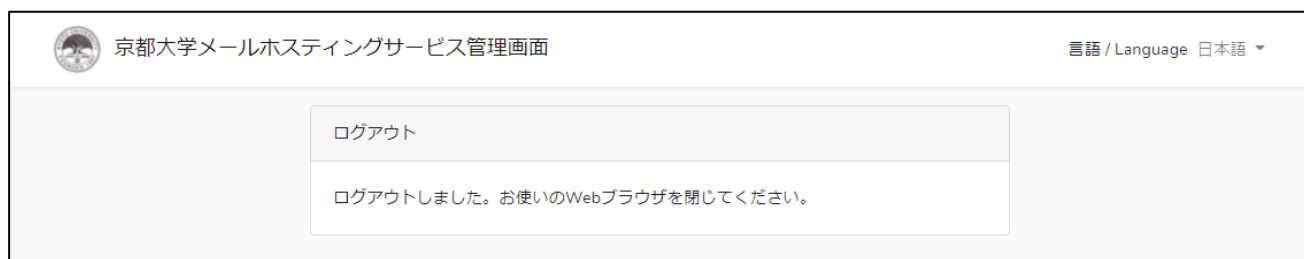 京都大学メールホスティングサービス管理画面
言語 / Language 日本語
ログアウト
ログアウトしました。お使いのWebブラウザを閉じてください。